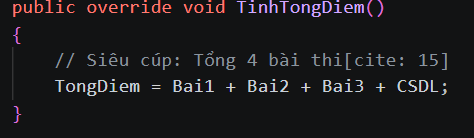 public override void TinhTongDiem()
{
// Siêu cúp: Tổng 4 bài thi[cite: 15]
TongDiem = Bai1 + Bai2 + Bai3 + CSDL;
}